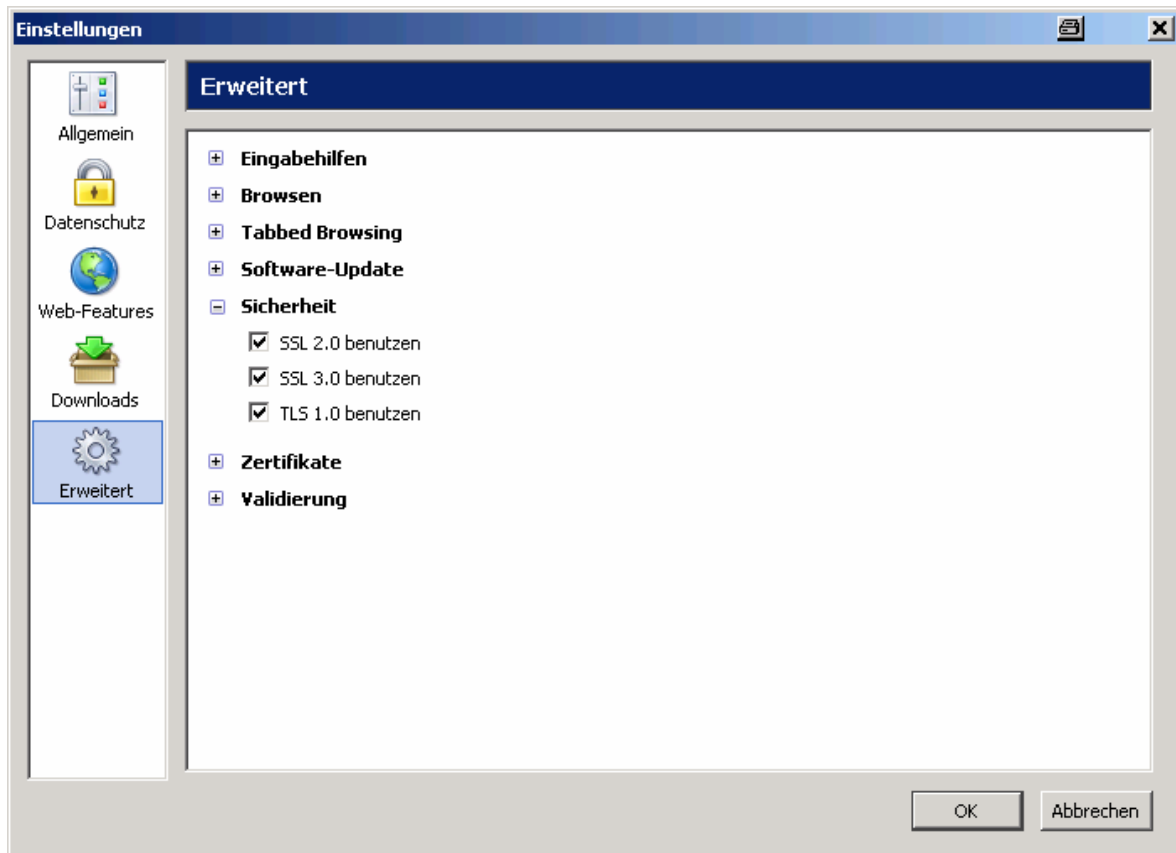 Einstellungen
Allgemein
Datenschutz
Web-Features
Downloads
Erweitert
Erweitert
Eingabehilfen
Browsen
Tabbed Browsing
Software-Update
Sicherheit
SSL 2.0 benutzen
SSL 3.0 benutzen
TLS 1.0 benutzen
Zertifikate
Validierung
OK
Abbrechen